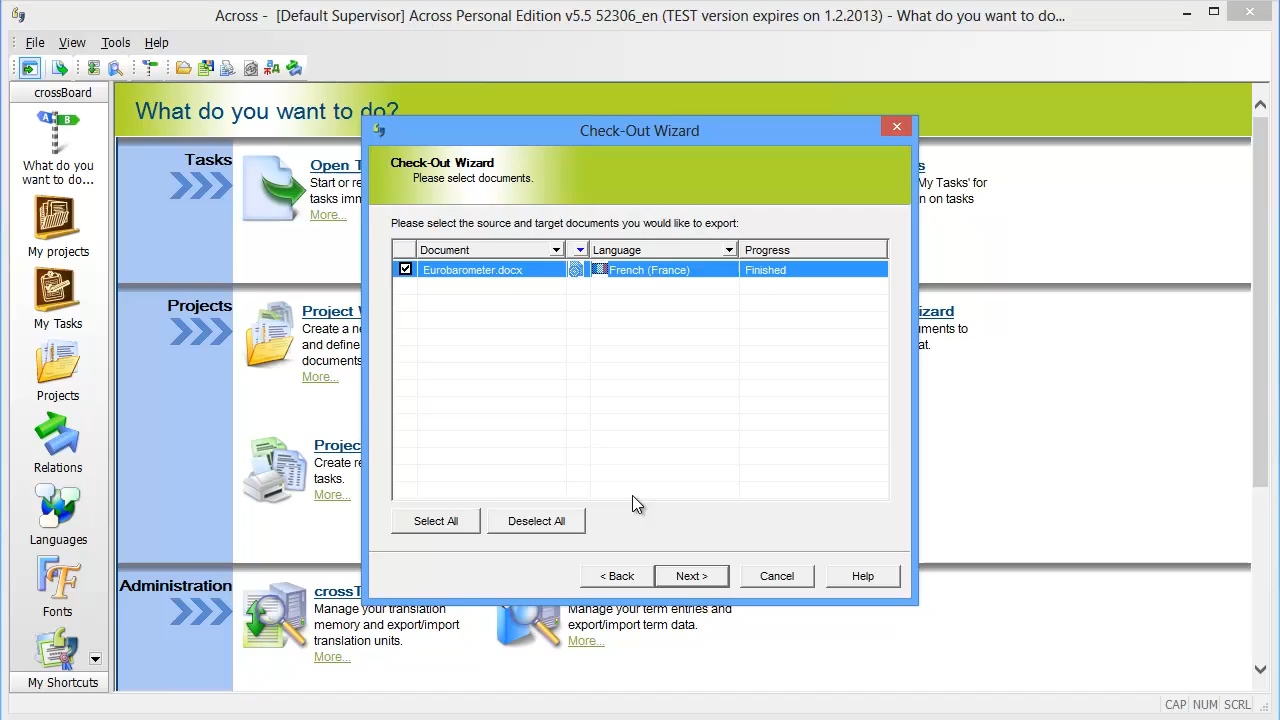 Across - [Default Supervisor] Across Personal Edition v5.5 52306_en (TEST version expires on 1.2.2013) - What do you want to do...
File View Tools Help
crossBoard
What do you want to do...
My projects
My Tasks
Projects
Relations
Languages
Fonts
My Shortcuts
What do you want to do?
Tasks
Open T
Start or re
tasks imm
More...
s
My Tasks' for
n on tasks
Projects
Project W
Create a ne
and define
documents
More...
izard
uments to
at.
Projec
Create re
tasks.
More...
Administration
crossT
Manage your translation
memory and export/import
translation units.
More...
Manage your term entries and
export/import term data.
More...
Check-Out Wizard
Check-Out Wizard
Please select documents.
Please select the source and target documents you would like to export:
Document Language Progress
Eurobarometer.docx French (France) Finished
Select All Deselect All
< Back Next > Cancel Help
CAP NUM SCRL